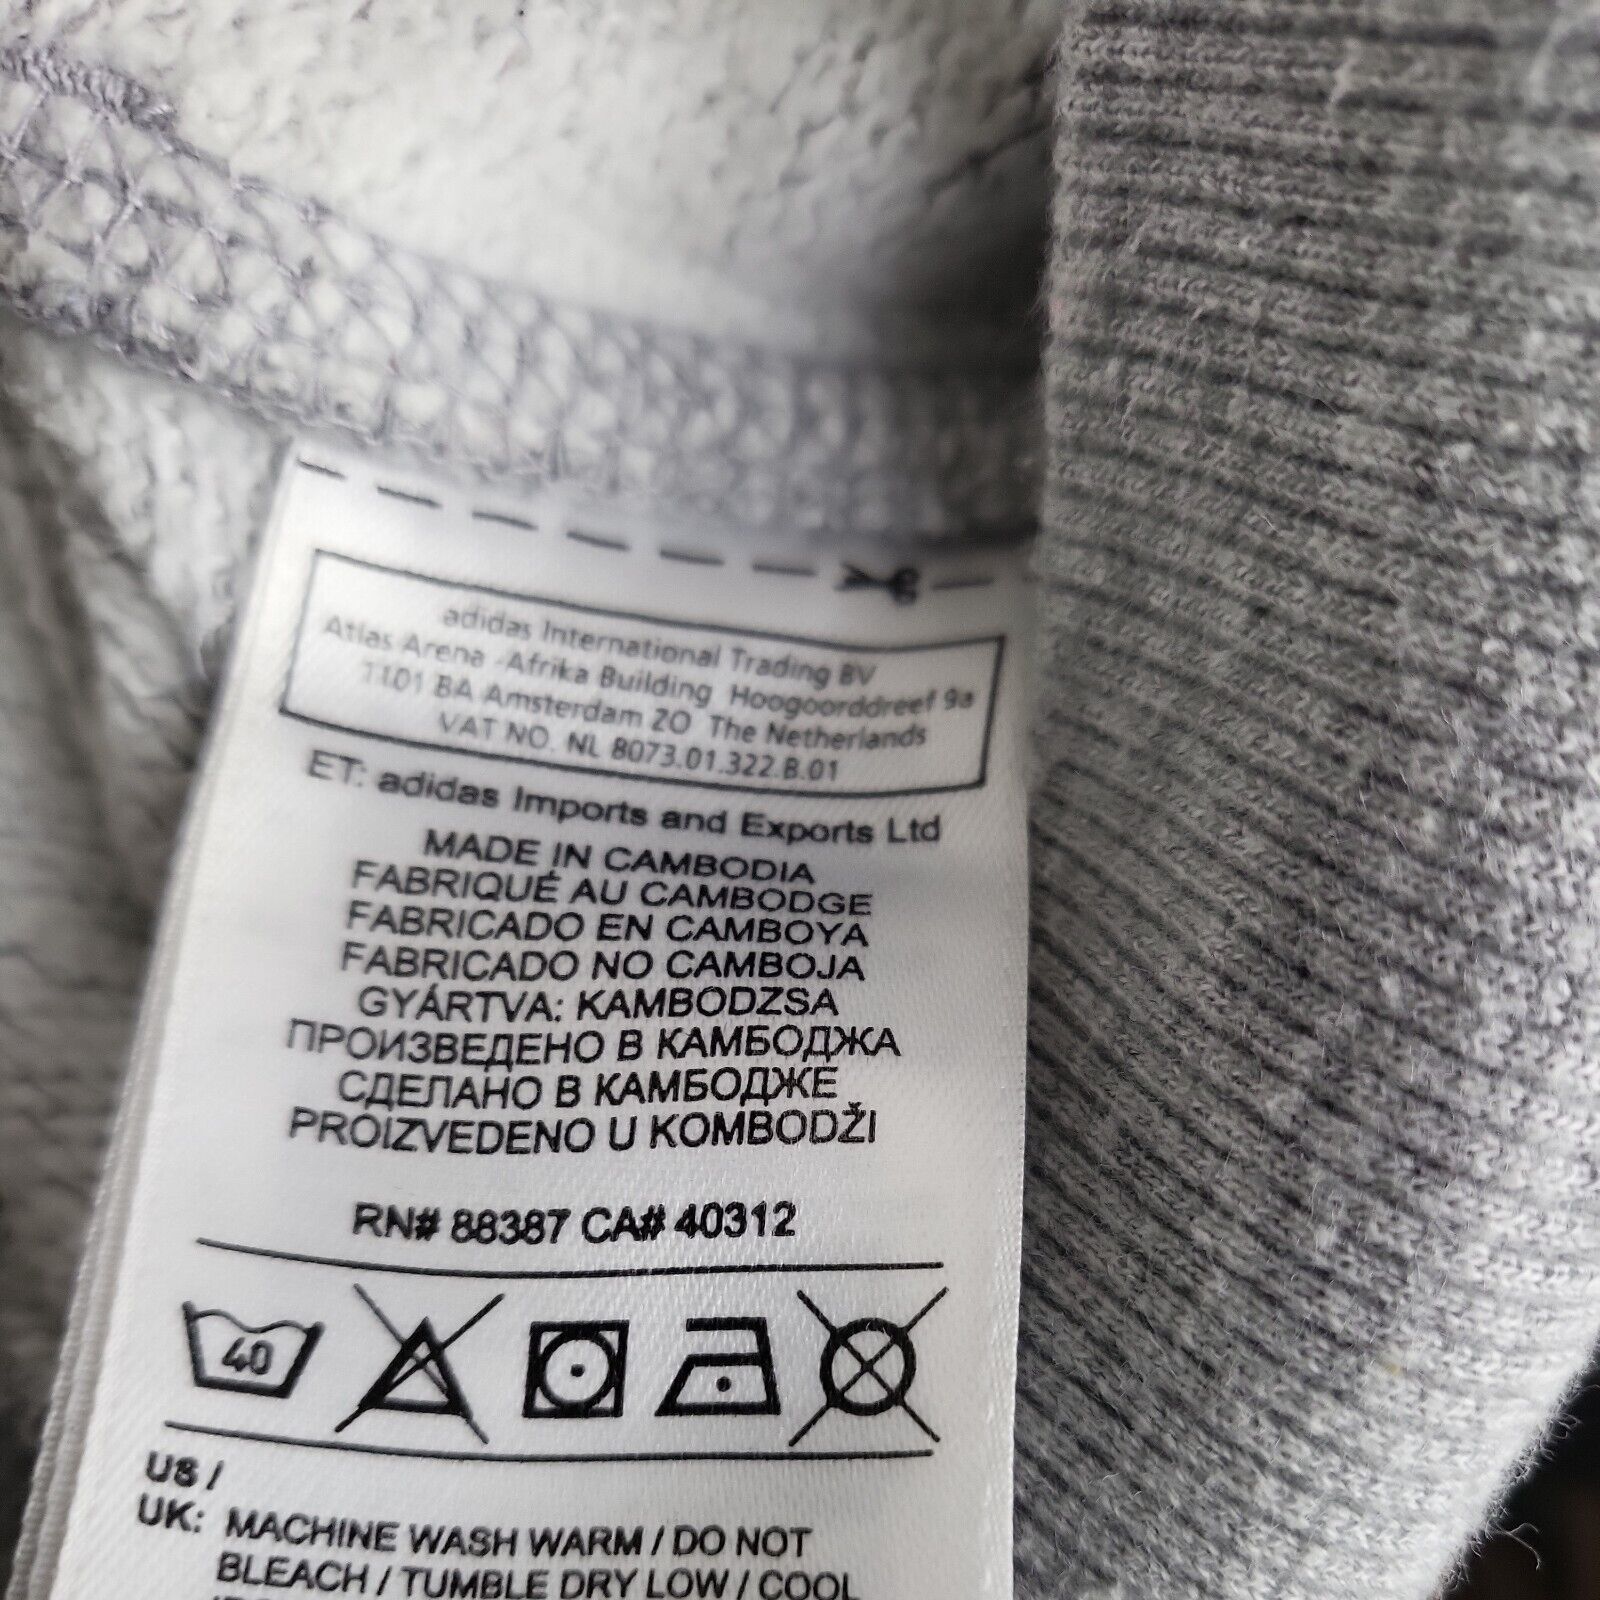 adidas International Trading BV
Atlas Arena -Afrika Building Hoogoorddreef 9a
1101 BA Amsterdam ZO The Netherlands
VAT NO. NL 8073.01.322.B.01
ET: adidas Imports and Exports Ltd
MADE IN CAMBODIA
FABRIQUÉ AU CAMBODGE
FABRICADO EN CAMBOYA
FABRICADO NO CAMBOJA
GYÁRTVA: KAMBODZSA
ПРОИЗВЕДЕНО В КАМБОДЖА
СДЕЛАНО В КАМБОДЖЕ
PROIZVEDENO U KOMBODŽI
RN# 88387 CA# 40312
40
US /
UK: MACHINE WASH WARM / DO NOT
BLEACH / TUMBLE DRY LOW / COOL